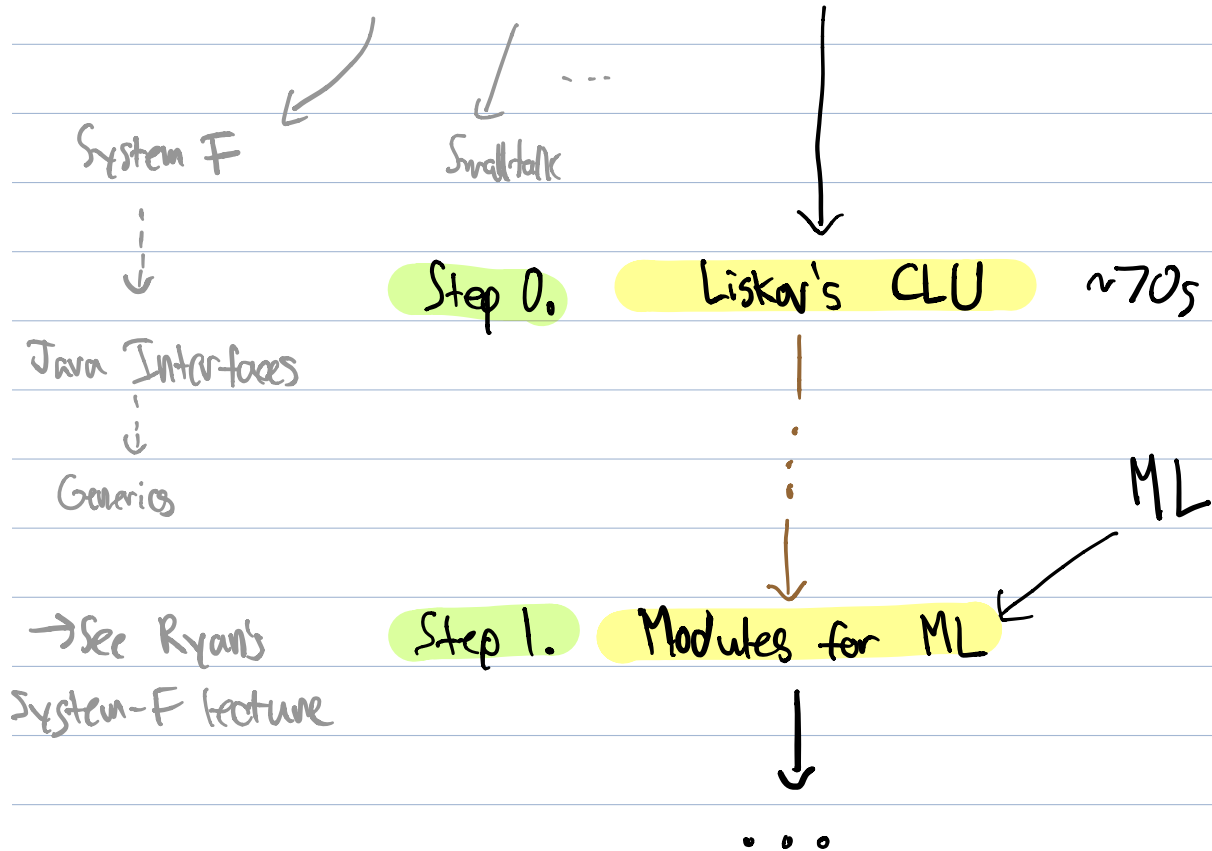 ...
System F
Smalltalk
Step 0. Liskov's CLU ~70s
Java Interfaces
ML
Generics
→See Ryan's
System-F lecture
Step 1. Modules for ML
...